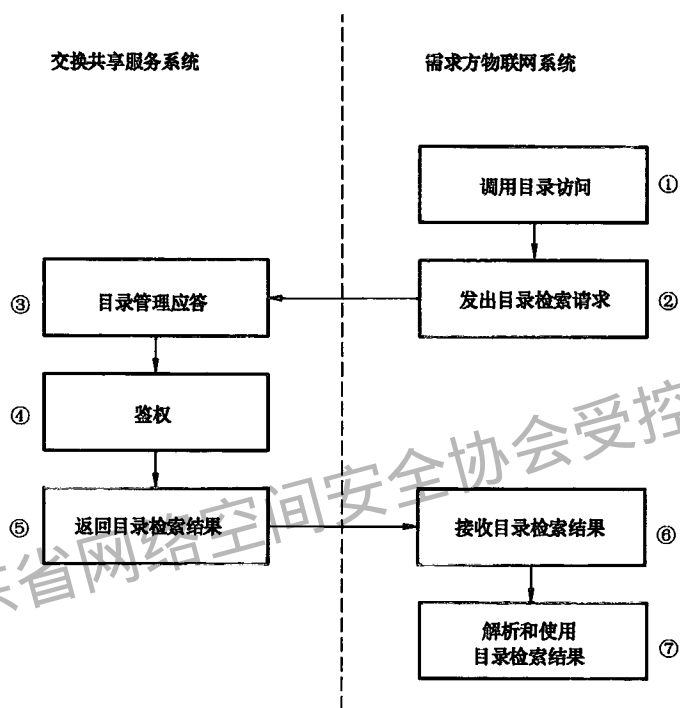 交换共享服务系统
需求方物联网系统
调用目录访问
①
发出目录检索请求
②
③
目录管理应答
④
鉴权
⑤
返回目录检索结果
接收目录检索结果
⑥
解析和使用
目录检索结果
⑦
省网络空间安全协会受控